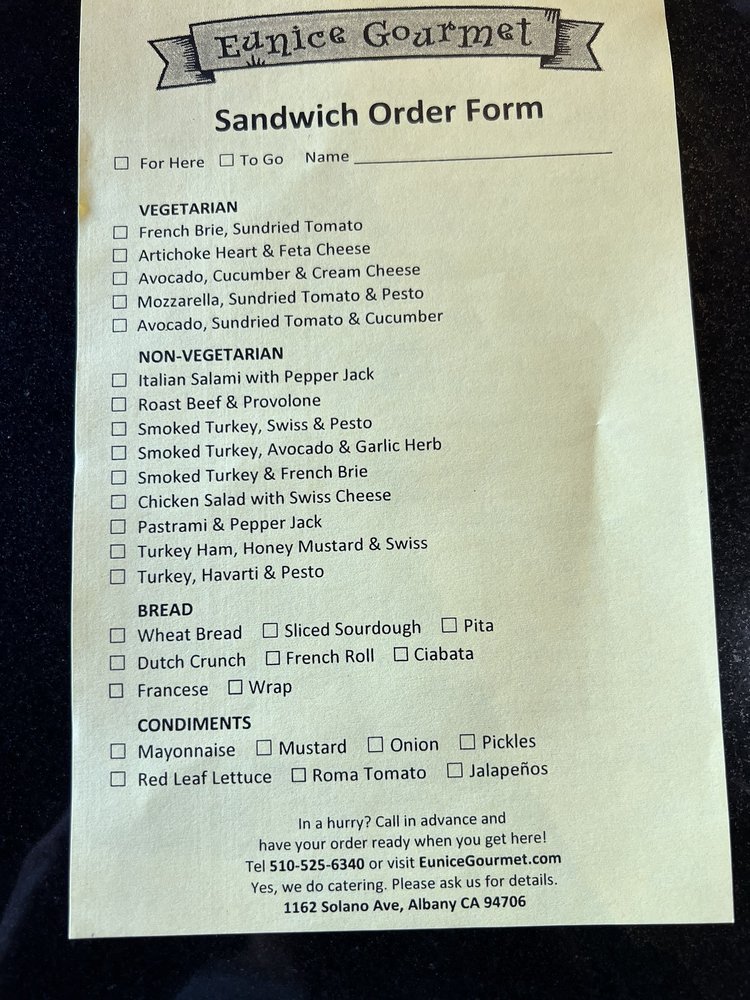 Eunice Gourmet
Sandwich Order Form
☐ For Here ☐ To Go Name ____________________
VEGETARIAN
☐ French Brie, Sundried Tomato
☐ Artichoke Heart & Feta Cheese
☐ Avocado, Cucumber & Cream Cheese
☐ Mozzarella, Sundried Tomato & Pesto
☐ Avocado, Sundried Tomato & Cucumber
NON-VEGETARIAN
☐ Italian Salami with Pepper Jack
☐ Roast Beef & Provolone
☐ Smoked Turkey, Swiss & Pesto
☐ Smoked Turkey, Avocado & Garlic Herb
☐ Smoked Turkey & French Brie
☐ Chicken Salad with Swiss Cheese
☐ Pastrami & Pepper Jack
☐ Turkey Ham, Honey Mustard & Swiss
☐ Turkey, Havarti & Pesto
BREAD
☐ Wheat Bread ☐ Sliced Sourdough ☐ Pita
☐ Dutch Crunch ☐ French Roll ☐ Ciabata
☐ Francese ☐ Wrap
CONDIMENTS
☐ Mayonnaise ☐ Mustard ☐ Onion ☐ Pickles
☐ Red Leaf Lettuce ☐ Roma Tomato ☐ Jalapeños
In a hurry? Call in advance and
have your order ready when you get here!
Tel 510-525-6340 or visit EuniceGourmet.com
Yes, we do catering. Please ask us for details.
1162 Solano Ave, Albany CA 94706